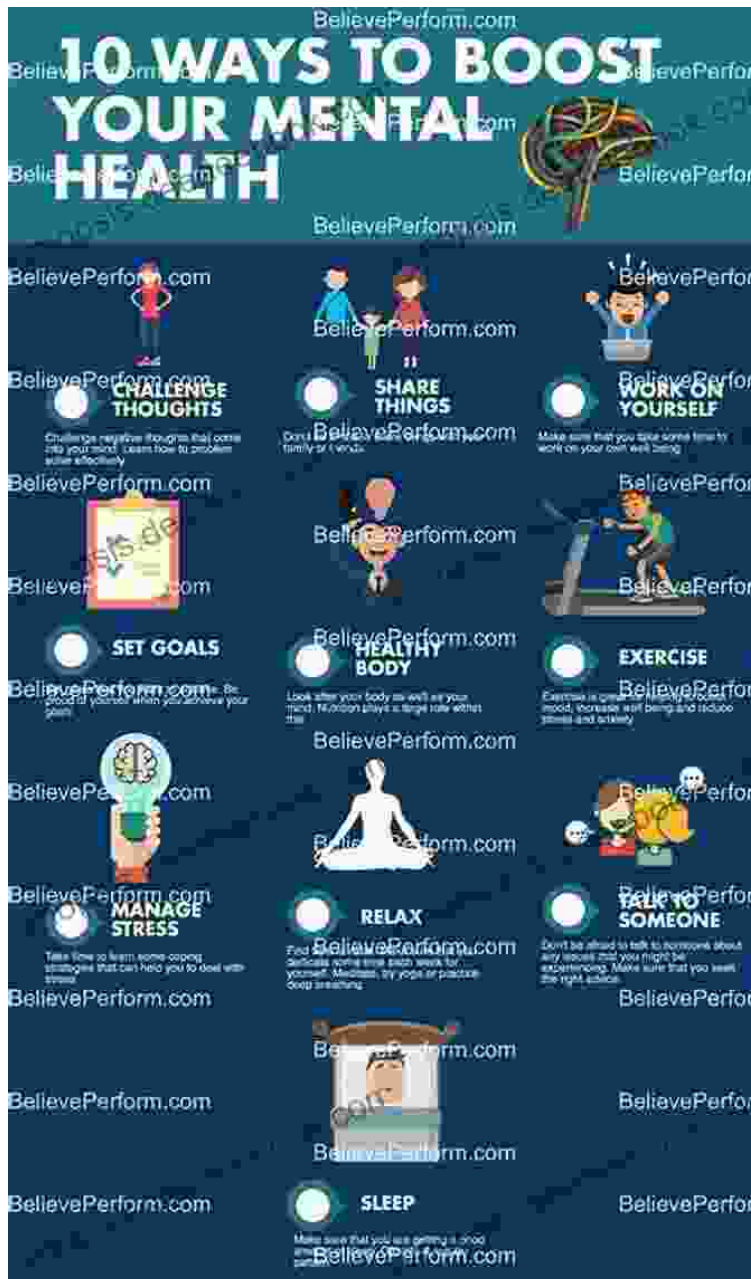 10 WAYS TO BOOST
YOUR MENTAL
HEALTH
CHALLENGE
THOUGHTS
Challenge negative thoughts that come
into your mind. Learn how to problem
solve effectively
SHARE
THINGS
family or friends
WORK ON
YOURSELF
Make sure that you take some time to
work on your own well being
SET GOALS
Be
proud of yourself when you achieve your
goals
HEALTHY
BODY
Look after your body as well as your
mind. Nutrition plays a large role within
this
EXERCISE
Exercise is great
mood, increase well being and reduce
stress and anxiety
MANAGE
STRESS
Take time to learn some coping
strategies that can help you to deal with
stress
RELAX
Find
dedicate some time each week for
yourself. Meditate, try yoga or practice
deep breathing
TALK TO
SOMEONE
Don't be afraid to talk to someone about
any issues that you might be
experiencing. Make sure that you seek
the right advice
SLEEP
Make sure that you are getting a good
pattern
BelievePerform.com